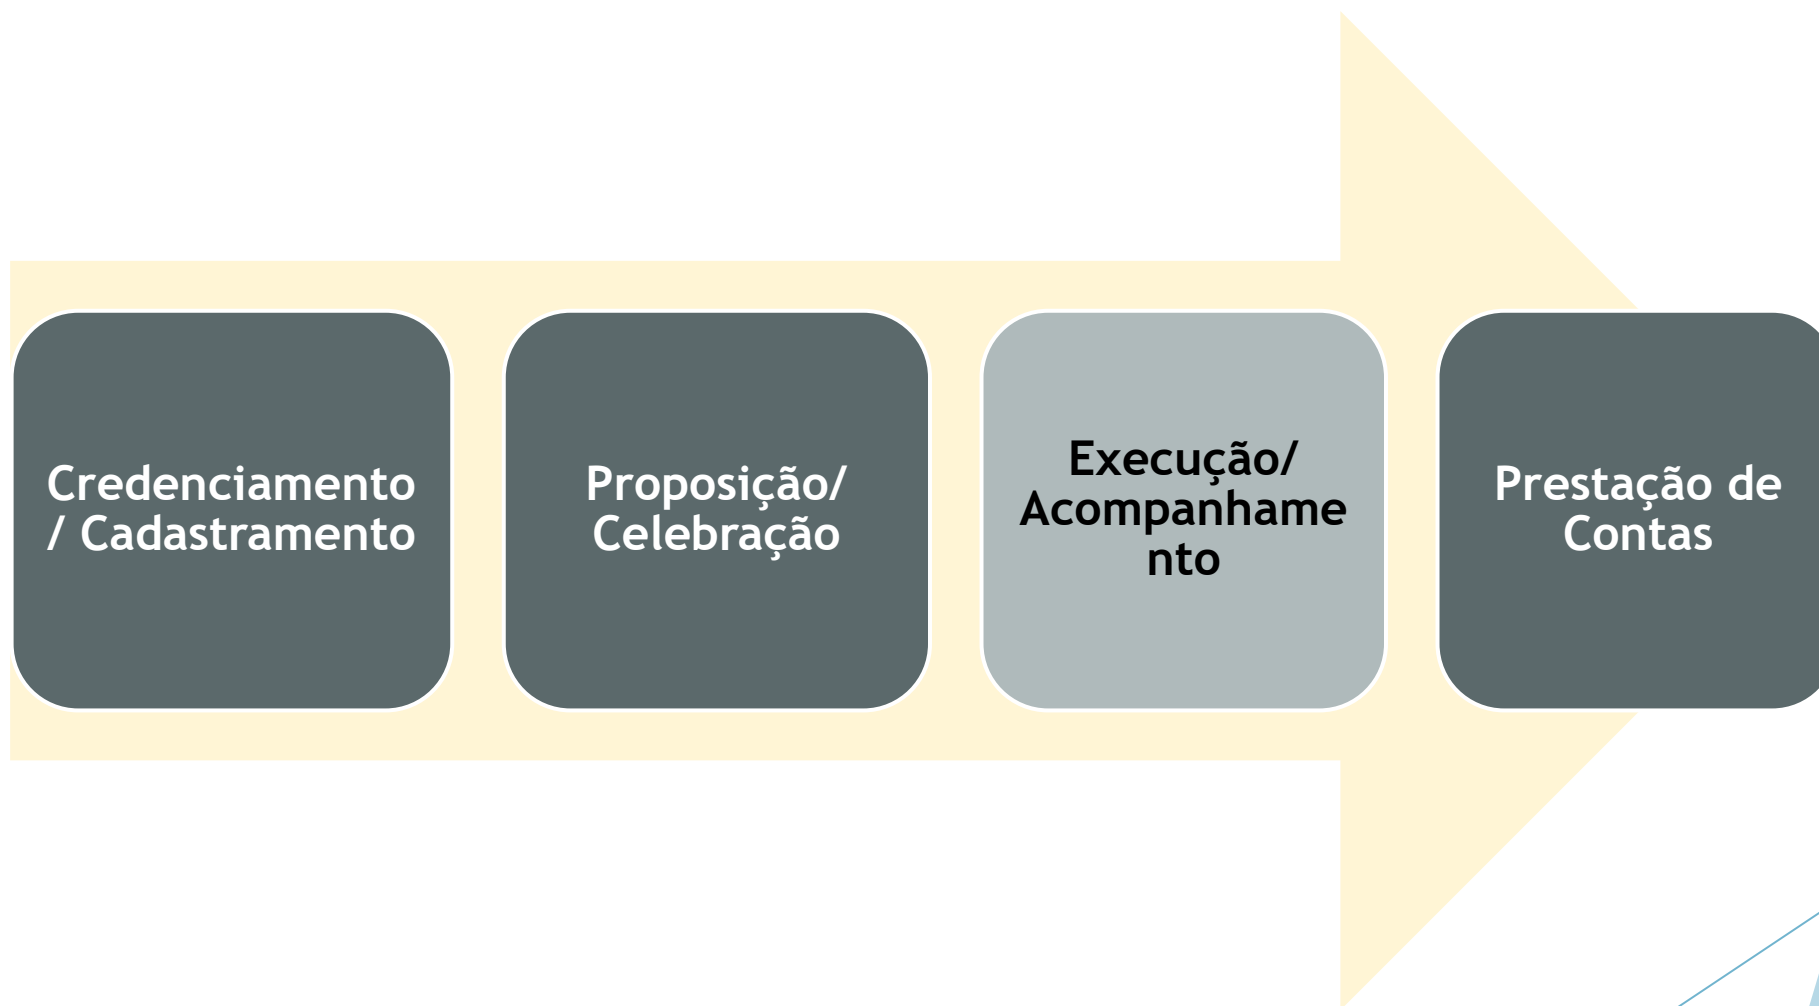 Credenciamento
/ Cadastramento
Proposição/
Celebração
Execução/
Acompanhame
nto
Prestação de
Contas